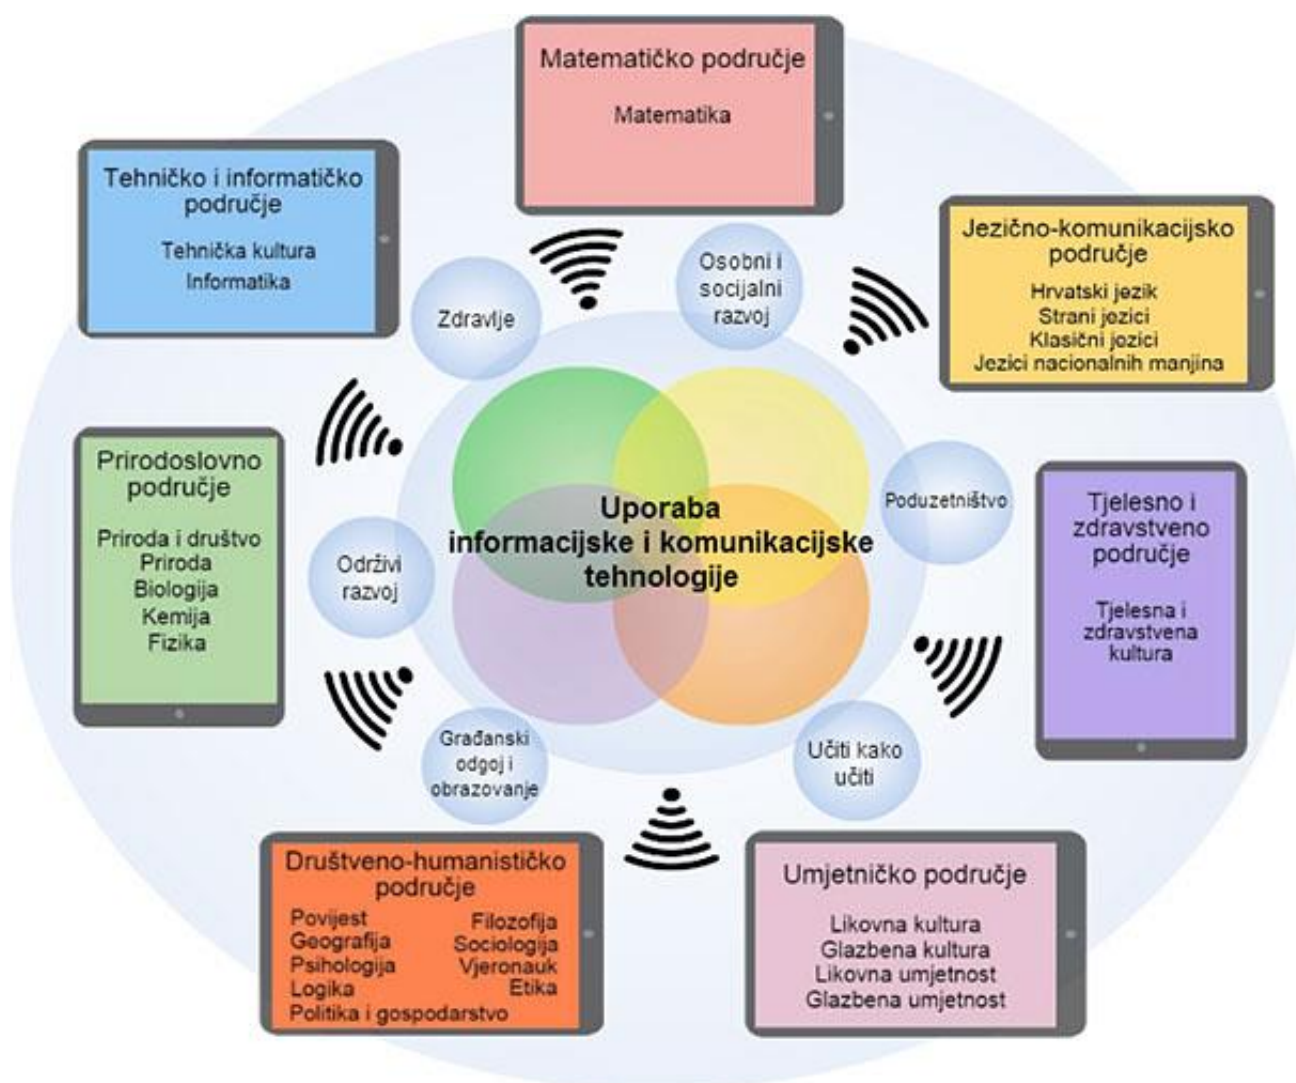 Matematičko područje
Matematika
Tehničko i informatičko
područje
Tehnička kultura
Informatika
Jezično-komunikacijsko
područje
Hrvatski jezik
Strani jezici
Klasični jezici
Jezici nacionalnih manjina
Zdravlje
Osobni i
socijalni
razvoj
Prirodoslovno
područje
Priroda i društvo
Priroda
Biologija
Kemija
Fizika
Održivi
razvoj
Uporaba
informacijske i komunikacijske
tehnologije
Poduzetništvo
Tjelesno i
zdravstveno
područje
Tjelesna i
zdravstvena
kultura
Građanski
odgoj i
obrazovanje
Učiti kako
učiti
Društveno-humanističko
područje
Povijest Filozofija
Geografija Sociologija
Psihologija Vjeronauk
Logika Etika
Politika i gospodarstvo
Umjetničko područje
Likovna kultura
Glazbena kultura
Likovna umjetnost
Glazbena umjetnost